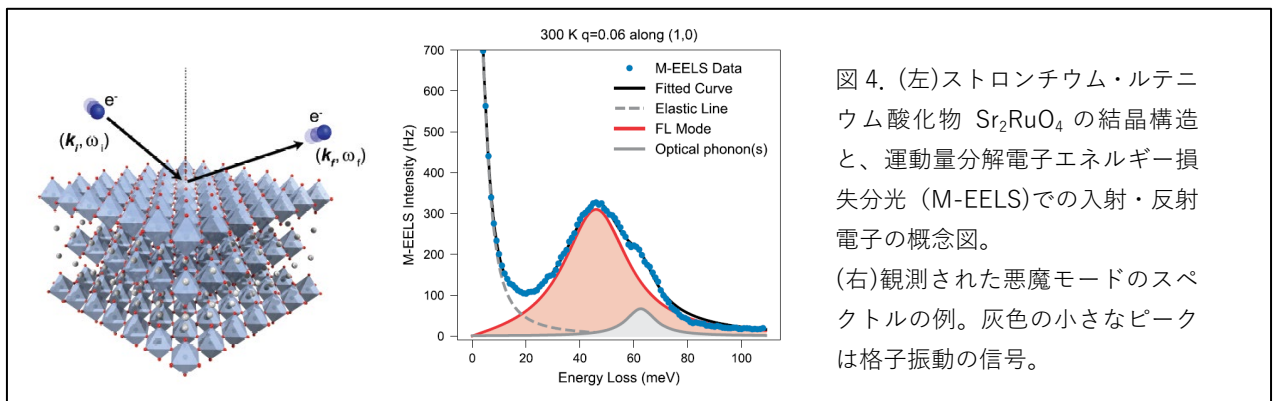 e-
(ki, ωi)
e-
(kf, ωf)
300 K q=0.06 along (1,0)
M-EELS Intensity (Hz)
700
600
500
400
300
200
100
0
M-EELS Data
Fitted Curve
Elastic Line
FL Mode
Optical phonon(s)
0
20
40
60
80
100
Energy Loss (meV)
図 4. (左)ストロンチウム・ルテニ
ウム酸化物 Sr₂RuO₄ の結晶構造
と、運動量分解電子エネルギー損
失分光 (M-EELS)での入射・反射
電子の概念図。
(右)観測された悪魔モードのスペ
クトルの例。灰色の小さなピーク
は格子振動の信号。